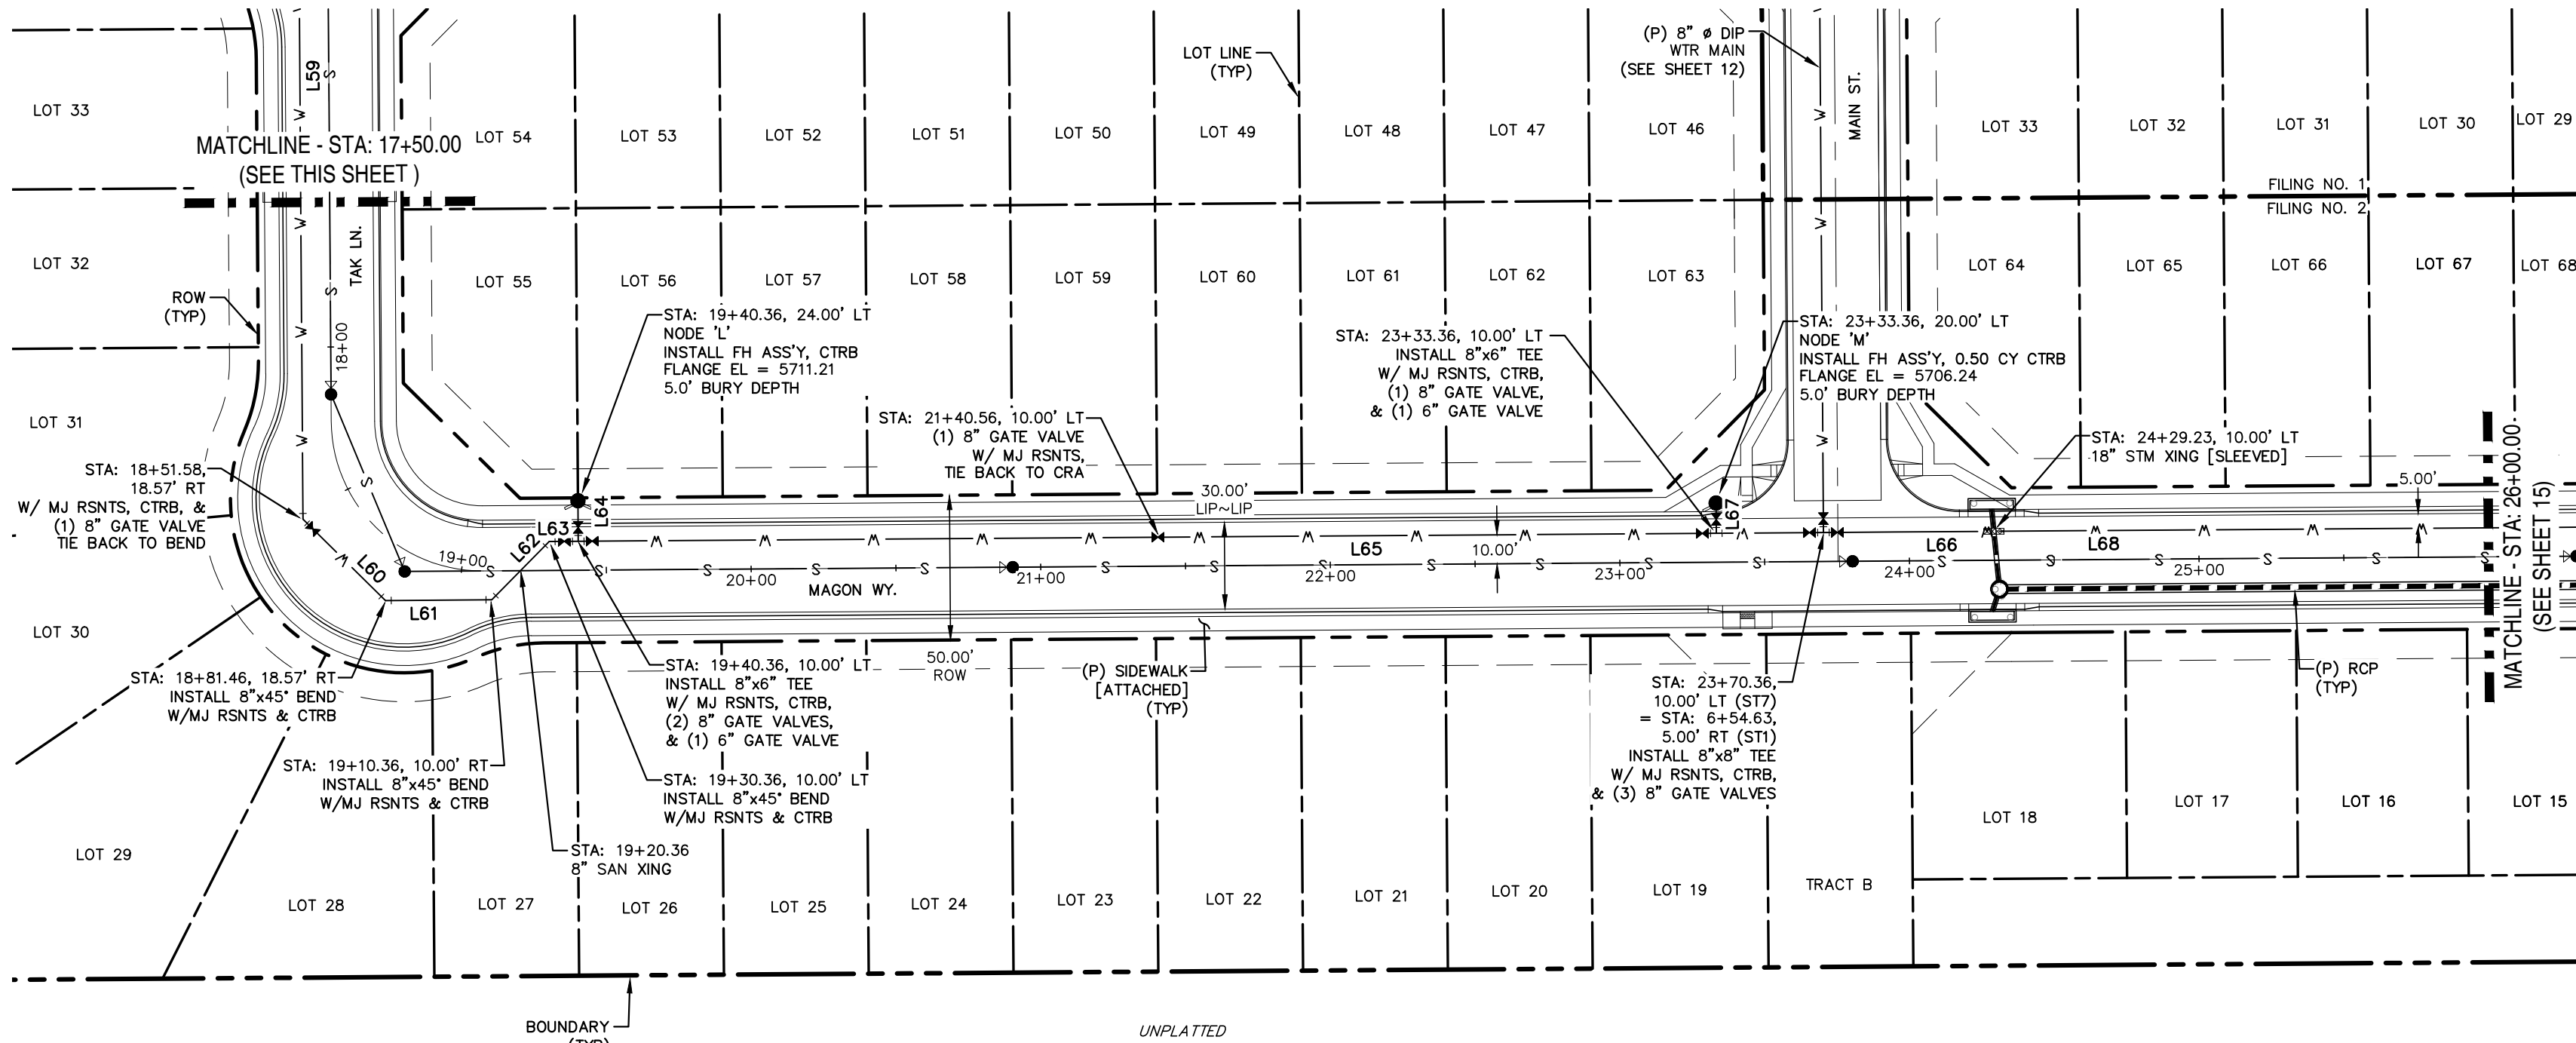 LOT 33
L59
S
W
MATCHLINE - STA: 17+50.00
(SEE THIS SHEET )
LOT 54
LOT 53
LOT 52
LOT 51
LOT 50
LOT LINE
(TYP)
LOT 49
LOT 48
LOT 47
LOT 46
(P) 8" ø DIP
WTR MAIN
(SEE SHEET 12)
MAIN ST.
LOT 33
LOT 32
LOT 31
LOT 30
LOT 29
FILING NO. 1
FILING NO. 2
LOT 32
TAK LN.
ROW
(TYP)
18+00
LOT 55
LOT 56
LOT 57
LOT 58
LOT 59
LOT 60
LOT 61
LOT 62
LOT 63
LOT 64
LOT 65
LOT 66
LOT 67
LOT 68
STA: 19+40.36, 24.00' LT
NODE 'L'
INSTALL FH ASS'Y, CTRB
FLANGE EL = 5711.21
5.0' BURY DEPTH
STA: 21+40.56, 10.00' LT
(1) 8" GATE VALVE
W/ MJ RSNTS,
TIE BACK TO CRA
STA: 23+33.36, 10.00' LT
INSTALL 8"x6" TEE
W/ MJ RSNTS, CTRB,
(1) 8" GATE VALVE,
& (1) 6" GATE VALVE
STA: 23+33.36, 20.00' LT
NODE 'M'
INSTALL FH ASS'Y, 0.50 CY CTRB
FLANGE EL = 5706.24
5.0' BURY DEPTH
STA: 24+29.23, 10.00' LT
18" STM XING [SLEEVED]
LOT 31
STA: 18+51.58,
18.57' RT
W/ MJ RSNTS, CTRB, &
(1) 8" GATE VALVE
TIE BACK TO BEND
L60
L61
L62
L63
L64
L65
L66
L67
L68
19+00
20+00
21+00
22+00
23+00
24+00
25+00
MAGON WY.
30.00'
LIP~LIP
10.00'
5.00'
50.00'
ROW
MATCHLINE - STA: 26+00.00
(SEE SHEET 15)
LOT 30
STA: 18+81.46, 18.57' RT
INSTALL 8"x45° BEND
W/MJ RSNTS & CTRB
STA: 19+10.36, 10.00' RT
INSTALL 8"x45° BEND
W/MJ RSNTS & CTRB
STA: 19+40.36, 10.00' LT
INSTALL 8"x6" TEE
W/ MJ RSNTS, CTRB,
(2) 8" GATE VALVES,
& (1) 6" GATE VALVE
STA: 19+30.36, 10.00' LT
INSTALL 8"x45° BEND
W/MJ RSNTS & CTRB
STA: 19+20.36
8" SAN XING
(P) SIDEWALK
[ATTACHED]
(TYP)
STA: 23+70.36,
10.00' LT (ST7)
= STA: 6+54.63,
5.00' RT (ST1)
INSTALL 8"x8" TEE
W/ MJ RSNTS, CTRB,
& (3) 8" GATE VALVES
(P) RCP
(TYP)
LOT 29
LOT 28
LOT 27
LOT 26
LOT 25
LOT 24
LOT 23
LOT 22
LOT 21
LOT 20
LOT 19
TRACT B
LOT 18
LOT 17
LOT 16
LOT 15
BOUNDARY
(TYP)
UNPLATTED